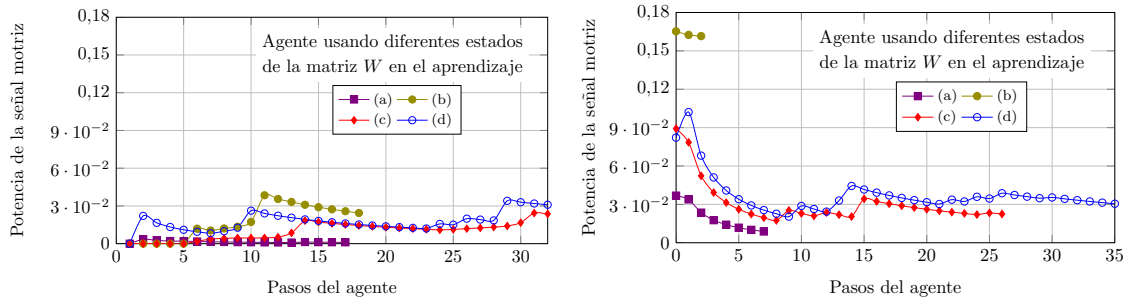 0,18
0,15
0,12
9 · 10⁻²
6 · 10⁻²
3 · 10⁻²
0
Potencia de la señal motriz
Agente usando diferentes estados
de la matriz W en el aprendizaje
(a) (b)
(c) (d)
0 5 10 15 20 25 30
Pasos del agente
0,18
0,15
0,12
9 · 10⁻²
6 · 10⁻²
3 · 10⁻²
0
Potencia de la señal motriz
Agente usando diferentes estados
de la matriz W en el aprendizaje
(a) (b)
(c) (d)
0 5 10 15 20 25 30 35
Pasos del agente